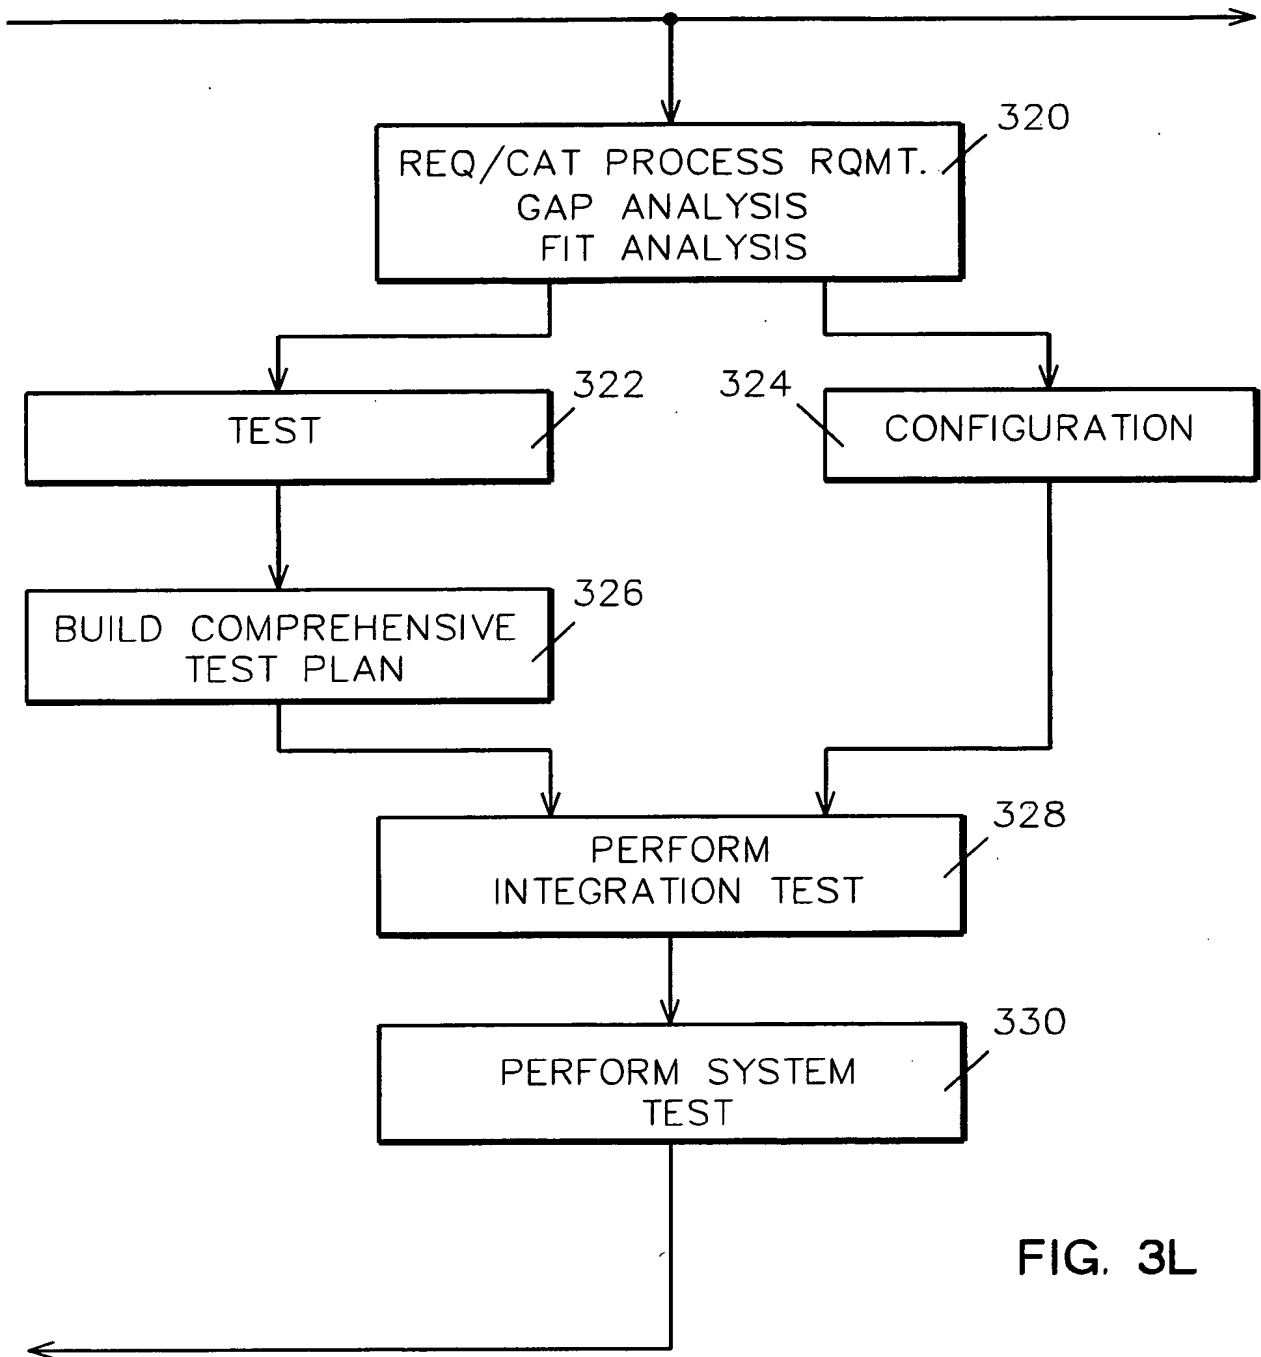 320
REQ/CAT PROCESS RQMT.
GAP ANALYSIS
FIT ANALYSIS
322
324
TEST
CONFIGURATION
326
BUILD COMPREHENSIVE
TEST PLAN
328
PERFORM
INTEGRATION TEST
330
PERFORM SYSTEM
TEST
FIG. 3L